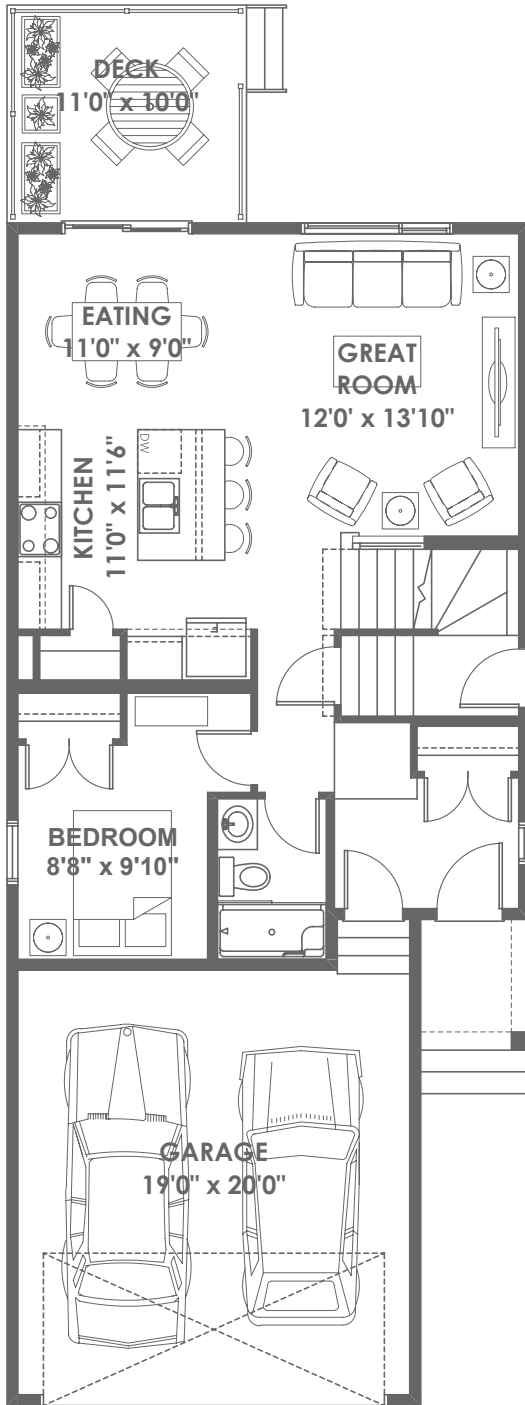 DECK
11'0" x 10'0"
EATING
11'0" x 9'0"
GREAT
ROOM
12'0' x 13'10"
KITCHEN
11'0" x 11'6"
DW
BEDROOM
8'8" x 9'10"
GARAGE
19'0" x 20'0"